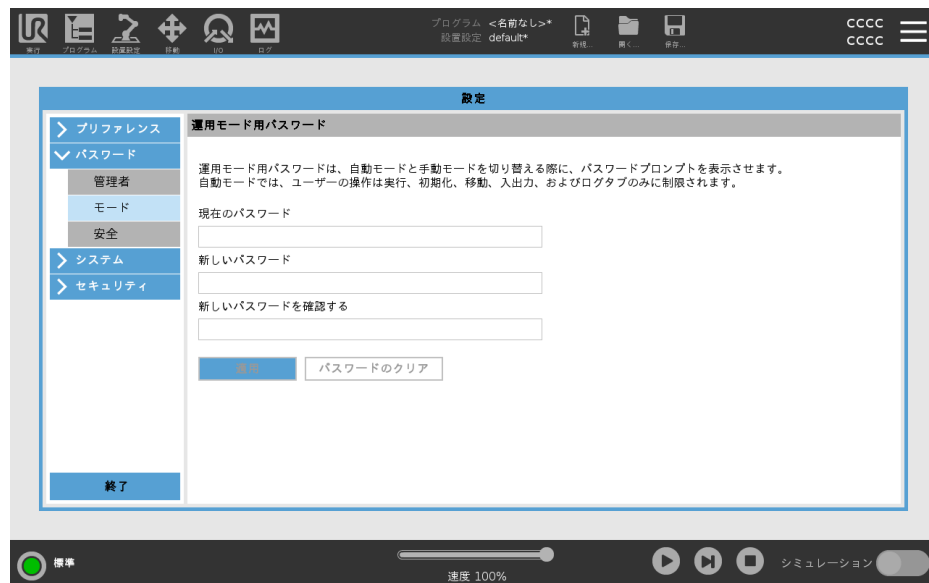 プログラム <名前なし>*
設置設定 default*
実行 プログラム 設置設定 移動 I/O ログ
新規... 開く... 保存...
CCCC
CCCC
設定
プリファレンス
パスワード
管理者
モード
安全
システム
セキュリティ
終了
運用モード用パスワード
運用モード用パスワードは、自動モードと手動モードを切り替える際に、パスワードプロンプトを表示させます。
自動モードでは、ユーザーの操作は実行、初期化、移動、入出力、およびログタブのみに制限されます。
現在のパスワード
新しいパスワード
新しいパスワードを確認する
適用 パスワードのクリア
標準
速度 100%
シミュレーション